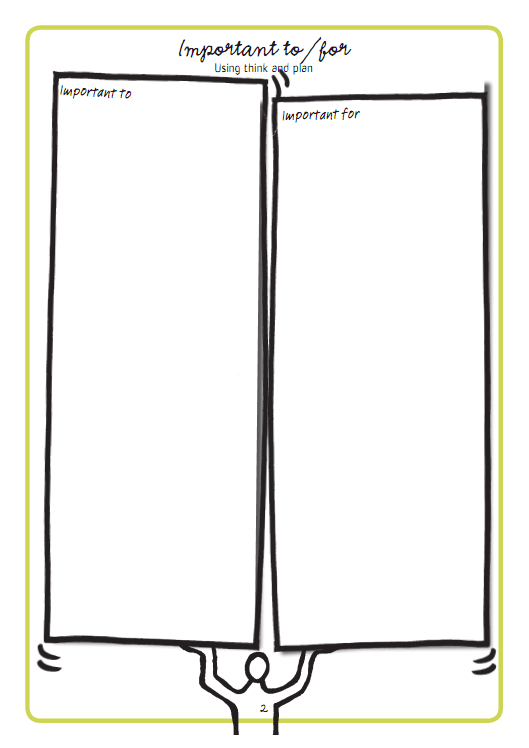 Important to/for
Using think and plan
Important to
Important for
2